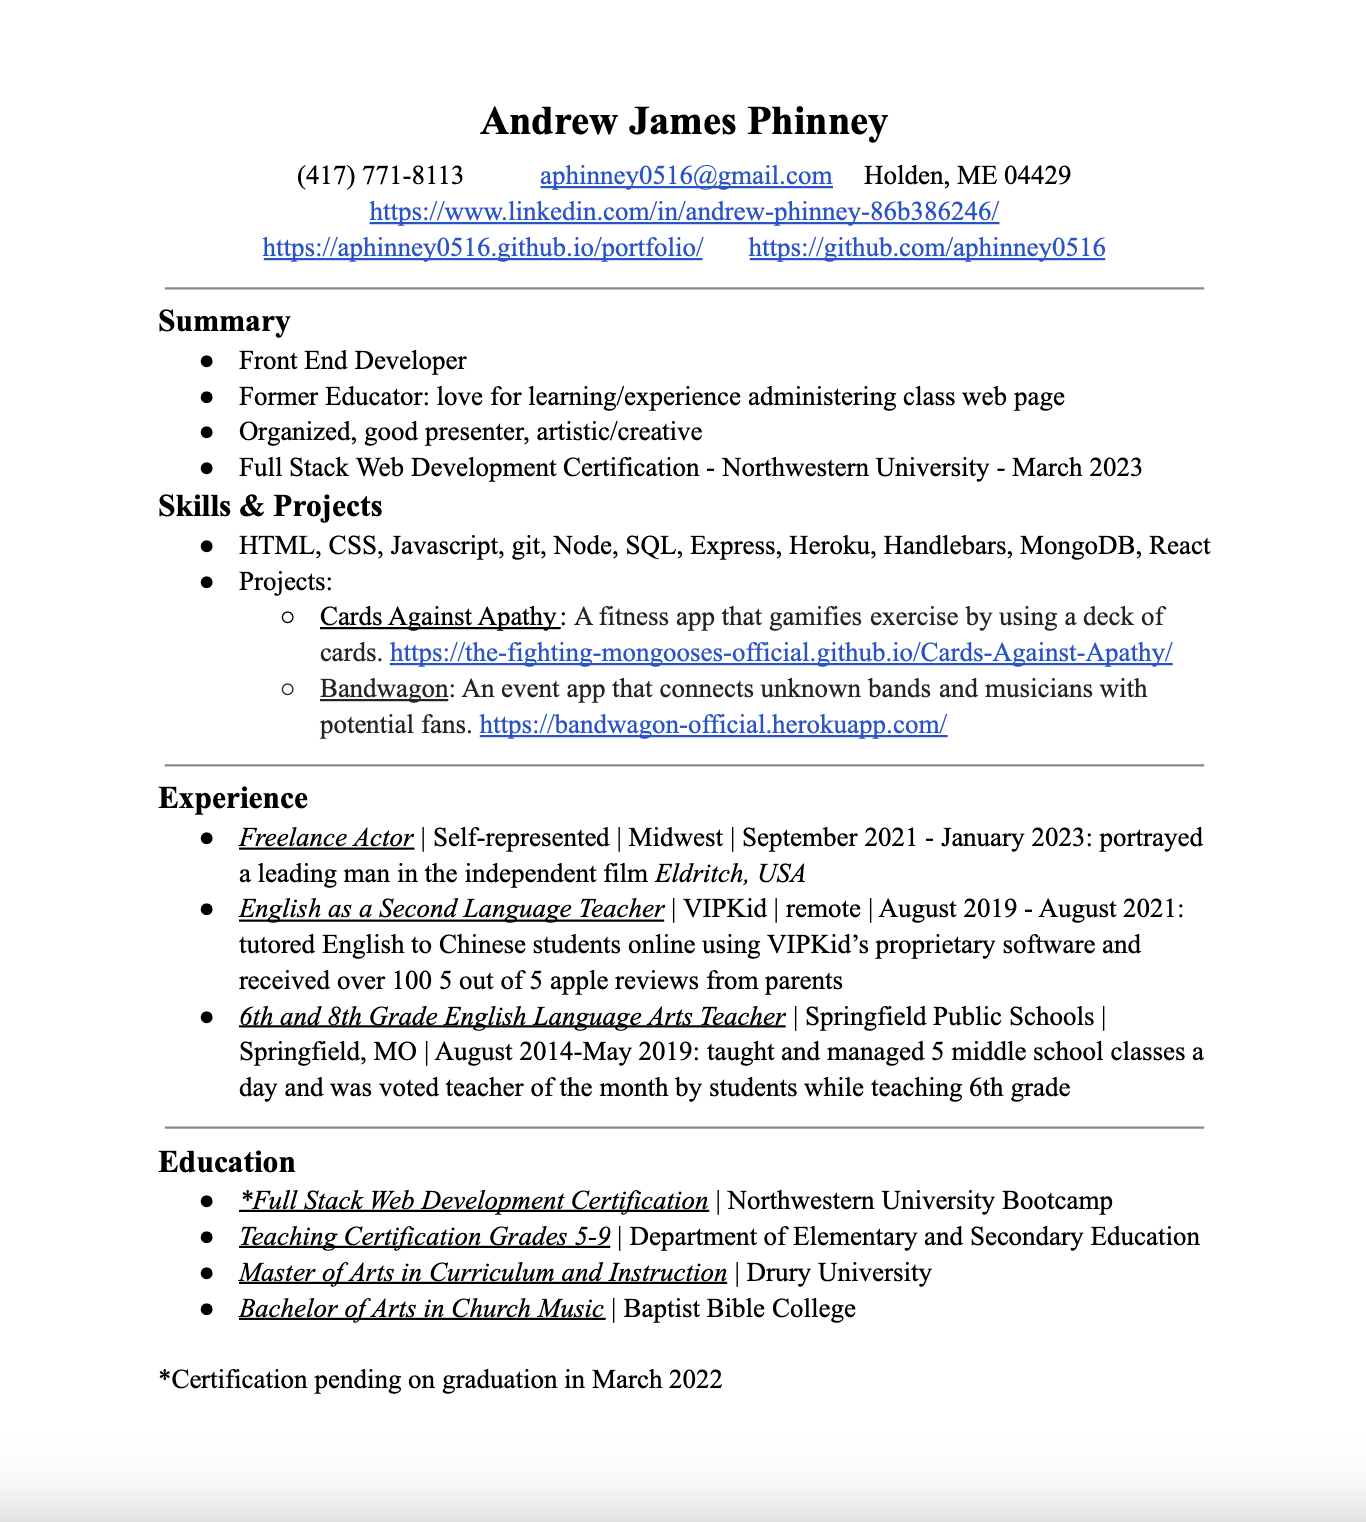 Andrew James Phinney
(417) 771-8113 aphinney0516@gmail.com Holden, ME 04429
https://www.linkedin.com/in/andrew-phinney-86b386246/
https://aphinney0516.github.io/portfolio/ https://github.com/aphinney0516
Summary
● Front End Developer
● Former Educator: love for learning/experience administering class web page
● Organized, good presenter, artistic/creative
● Full Stack Web Development Certification - Northwestern University - March 2023
Skills & Projects
● HTML, CSS, Javascript, git, Node, SQL, Express, Heroku, Handlebars, MongoDB, React
● Projects:
○ Cards Against Apathy: A fitness app that gamifies exercise by using a deck of
cards. https://the-fighting-mongooses-official.github.io/Cards-Against-Apathy/
○ Bandwagon: An event app that connects unknown bands and musicians with
potential fans. https://bandwagon-official.herokuapp.com/
Experience
● Freelance Actor | Self-represented | Midwest | September 2021 - January 2023: portrayed
a leading man in the independent film Eldritch, USA
● English as a Second Language Teacher | VIPKid | remote | August 2019 - August 2021:
tutored English to Chinese students online using VIPKid’s proprietary software and
received over 100 5 out of 5 apple reviews from parents
● 6th and 8th Grade English Language Arts Teacher | Springfield Public Schools |
Springfield, MO | August 2014-May 2019: taught and managed 5 middle school classes a
day and was voted teacher of the month by students while teaching 6th grade
Education
● *Full Stack Web Development Certification | Northwestern University Bootcamp
● Teaching Certification Grades 5-9 | Department of Elementary and Secondary Education
● Master of Arts in Curriculum and Instruction | Drury University
● Bachelor of Arts in Church Music | Baptist Bible College
*Certification pending on graduation in March 2022